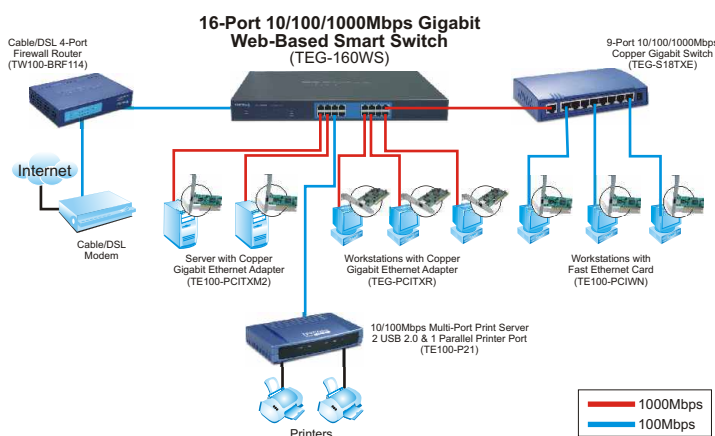 16-Port 10/100/1000Mbps Gigabit
Web-Based Smart Switch
(TEG-160WS)
Cable/DSL 4-Port
Firewall Router
(TW100-BRF114)
9-Port 10/100/1000Mbps
Copper Gigabit Switch
(TEG-S18TXE)
Internet
Cable/DSL
Modem
Server with Copper
Gigabit Ethernet Adapter
(TE100-PCITXM2)
Workstations with Copper
Gigabit Ethernet Adapter
(TEG-PCITXR)
Workstations with
Fast Ethernet Card
(TE100-PCIWN)
10/100Mbps Multi-Port Print Server
2 USB 2.0 & 1 Parallel Printer Port
(TE100-P21)
Printers
1000Mbps
100Mbps